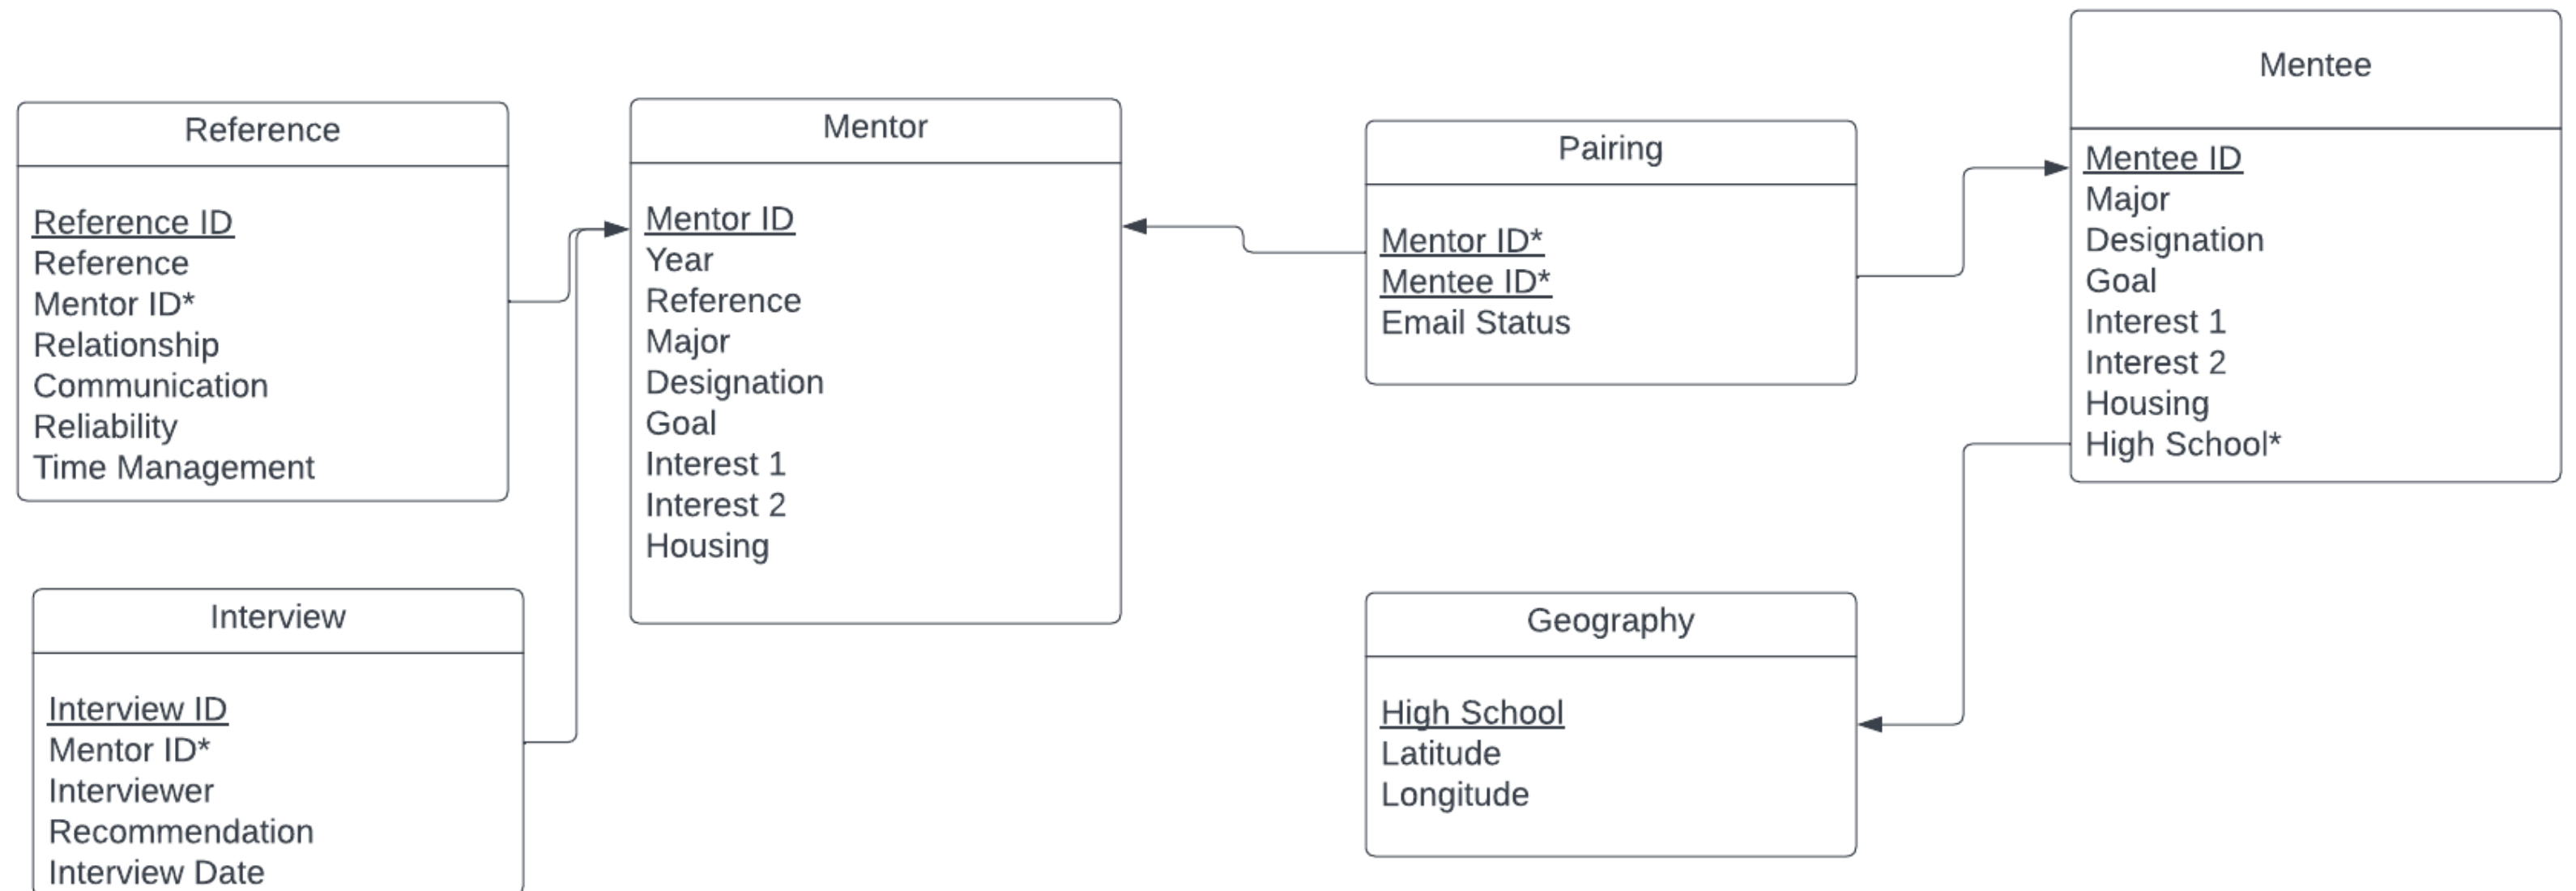 Reference
Reference ID
Reference
Mentor ID*
Relationship
Communication
Reliability
Time Management
Interview
Interview ID
Mentor ID*
Interviewer
Recommendation
Interview Date
Mentor
Mentor ID
Year
Reference
Major
Designation
Goal
Interest 1
Interest 2
Housing
Pairing
Mentor ID*
Mentee ID*
Email Status
Geography
High School
Latitude
Longitude
Mentee
Mentee ID
Major
Designation
Goal
Interest 1
Interest 2
Housing
High School*